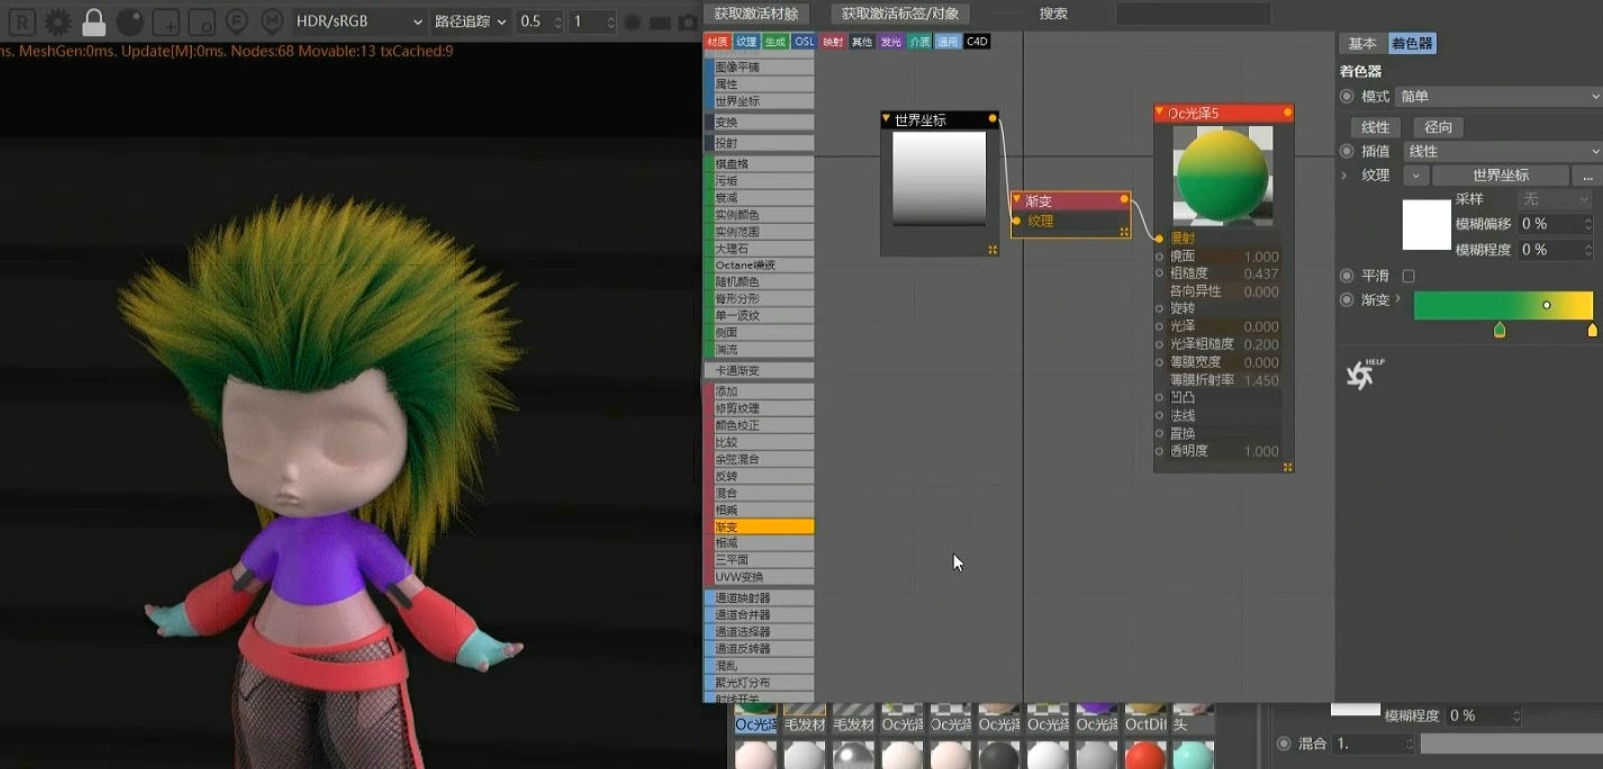 HDR/sRGB 路径追踪 0.5 1
ns. MeshGen:0ms. Update[M]:0ms. Nodes:68 Movable:13 txCached:9
获取激活材除 获取激活标签/对象 搜索
材质 纹理 生成 OSL 映射 其他 发光 介质 通用 C4D
图像平铺
属性
世界坐标
变换
投射
棋盘格
污垢
衰减
实例颜色
实例范围
大理石
Octane噪波
随机颜色
脊形分形
单一波纹
侧面
湍流
卡通渐变
添加
修剪纹理
颜色校正
比较
余弦混合
反转
混合
相乘
渐变
相减
三平面
UVW变换
通道映射器
通道合并器
通道选择器
通道反转器
混乱
聚光灯分布
射线开关
世界坐标
渐变
纹理
Oc光泽5
漫射
镜面 1.000
粗糙度 0.437
各向异性 0.000
旋转
光泽 0.000
光泽粗糙度 0.200
薄膜宽度 0.000
薄膜折射率 1.450
凹凸
法线
置换
透明度 1.000
基本 着色器
着色器
模式 简单
线性 径向
插值 线性
纹理 世界坐标 ...
采样 无
模糊偏移 0 %
模糊程度 0 %
平滑
渐变
HELP
Oc光泽 毛发材 毛发材 Oc光泽 Oc光泽 Oc光泽 Oc光泽 Oc光泽 OctDif 头
模糊程度 0 %
混合 1.